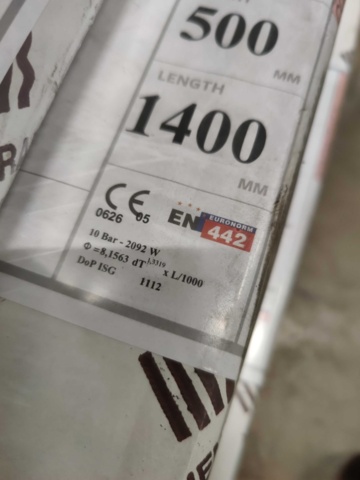 500
MM
LENGTH
1400
MM
CE
0626 05
EN EURONORM 442
10 Bar - 2092 W
Φ=8,1563 dT^1,3319 x L/1000
DoP ISG 1112